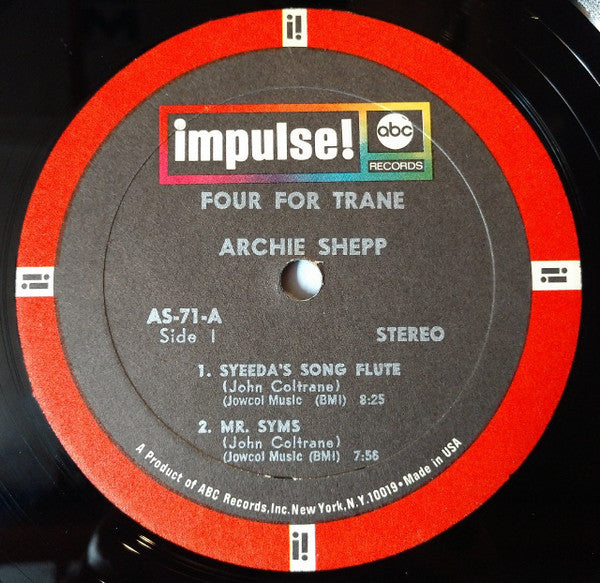 i!
impulse! abc
RECORDS
FOUR FOR TRANE
ARCHIE SHEPP
i!
i!
AS-71-A
Side 1 STEREO
1. SYEEDA'S SONG FLUTE
(John Coltrane)
(Jowcol Music (BMI) 8:25
2. MR. SYMS
(John Coltrane)
(Jowcol Music (BMI) 7:56
A Product of ABC Records, Inc. New York, N.Y. 10019 • Made in USA
i!